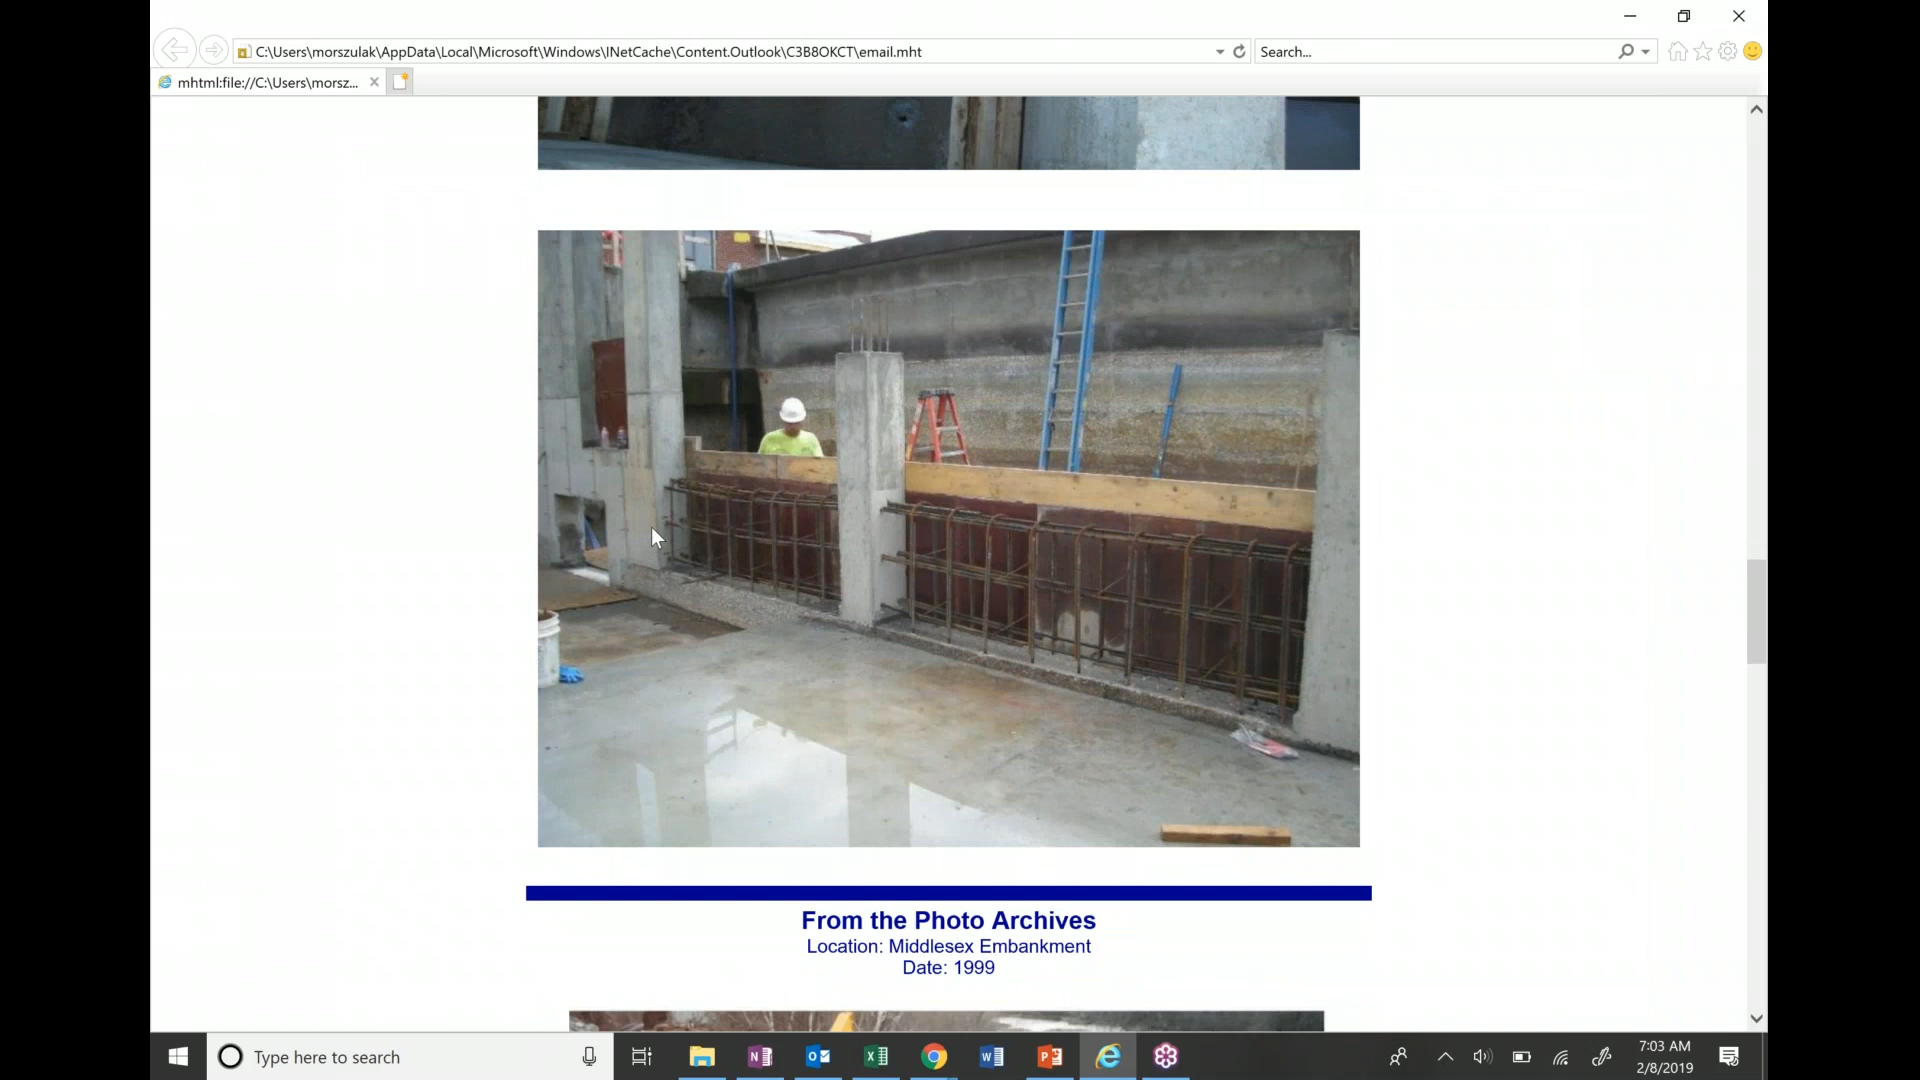 C:\Users\morszulak\AppData\Local\Microsoft\Windows\INetCache\Content.Outlook\C3B8OKCT\email.mht
Search...
mhtml:file://C:\Users\morsz...
From the Photo Archives
Location: Middlesex Embankment
Date: 1999
Type here to search
7:03 AM
2/8/2019